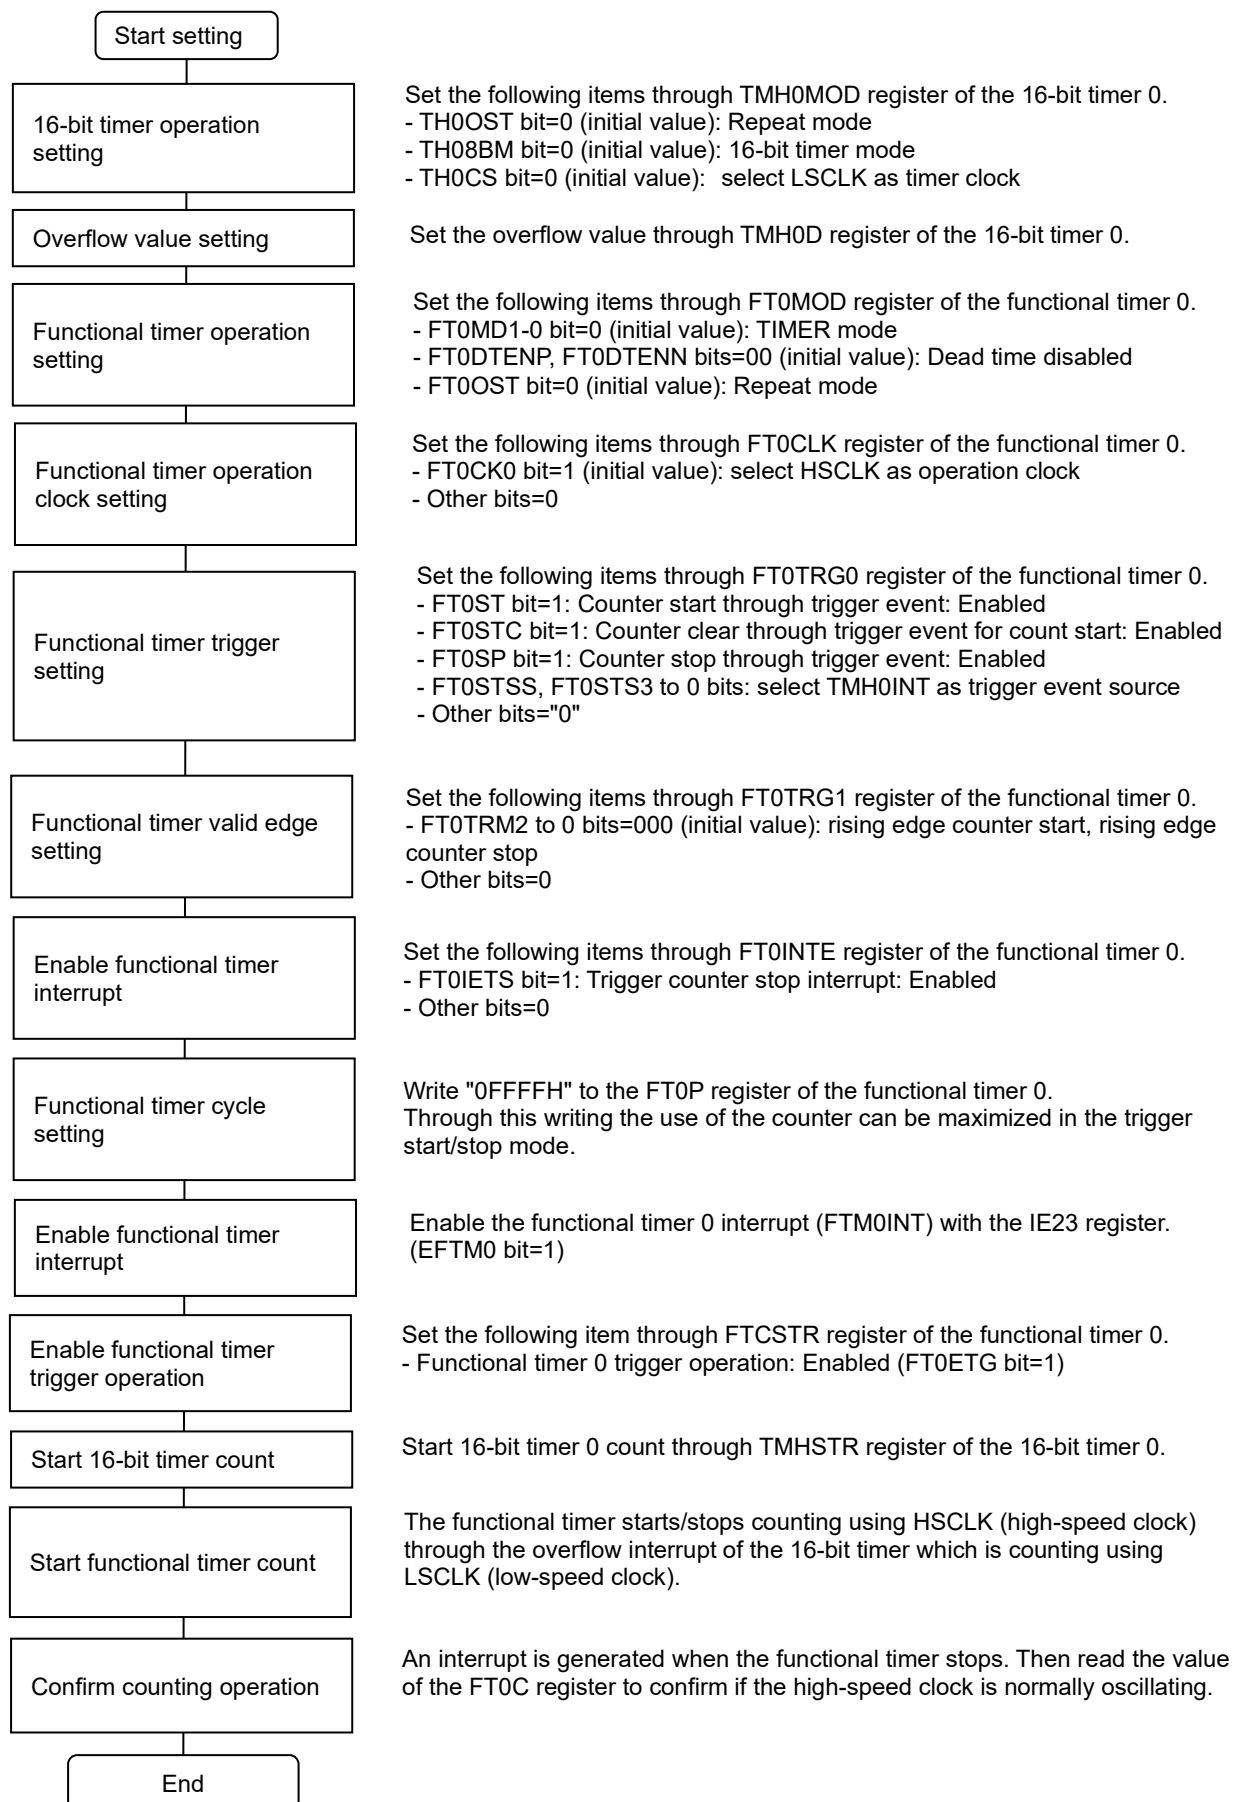 Start setting
16-bit timer operation
setting
Set the following items through TMH0MOD register of the 16-bit timer 0.
- TH0OST bit=0 (initial value): Repeat mode
- TH08BM bit=0 (initial value): 16-bit timer mode
- TH0CS bit=0 (initial value): select LSCLK as timer clock
Overflow value setting
Set the overflow value through TMH0D register of the 16-bit timer 0.
Functional timer operation
setting
Set the following items through FT0MOD register of the functional timer 0.
- FT0MD1-0 bit=0 (initial value): TIMER mode
- FT0DTENP, FT0DTENN bits=00 (initial value): Dead time disabled
- FT0OST bit=0 (initial value): Repeat mode
Functional timer operation
clock setting
Set the following items through FT0CLK register of the functional timer 0.
- FT0CK0 bit=1 (initial value): select HSCLK as operation clock
- Other bits=0
Functional timer trigger
setting
Set the following items through FT0TRG0 register of the functional timer 0.
- FT0ST bit=1: Counter start through trigger event: Enabled
- FT0STC bit=1: Counter clear through trigger event for count start: Enabled
- FT0SP bit=1: Counter stop through trigger event: Enabled
- FT0STSS, FT0STS3 to 0 bits: select TMH0INT as trigger event source
- Other bits="0"
Functional timer valid edge
setting
Set the following items through FT0TRG1 register of the functional timer 0.
- FT0TRM2 to 0 bits=000 (initial value): rising edge counter start, rising edge
counter stop
- Other bits=0
Enable functional timer
interrupt
Set the following items through FT0INTE register of the functional timer 0.
- FT0IETS bit=1: Trigger counter stop interrupt: Enabled
- Other bits=0
Functional timer cycle
setting
Write "0FFFFH" to the FT0P register of the functional timer 0.
Through this writing the use of the counter can be maximized in the trigger
start/stop mode.
Enable functional timer
interrupt
Enable the functional timer 0 interrupt (FTM0INT) with the IE23 register.
(EFTM0 bit=1)
Enable functional timer
trigger operation
Set the following item through FTCSTR register of the functional timer 0.
- Functional timer 0 trigger operation: Enabled (FT0ETG bit=1)
Start 16-bit timer count
Start 16-bit timer 0 count through TMHSTR register of the 16-bit timer 0.
Start functional timer count
The functional timer starts/stops counting using HSCLK (high-speed clock)
through the overflow interrupt of the 16-bit timer which is counting using
LSCLK (low-speed clock).
Confirm counting operation
An interrupt is generated when the functional timer stops. Then read the value
of the FT0C register to confirm if the high-speed clock is normally oscillating.
End